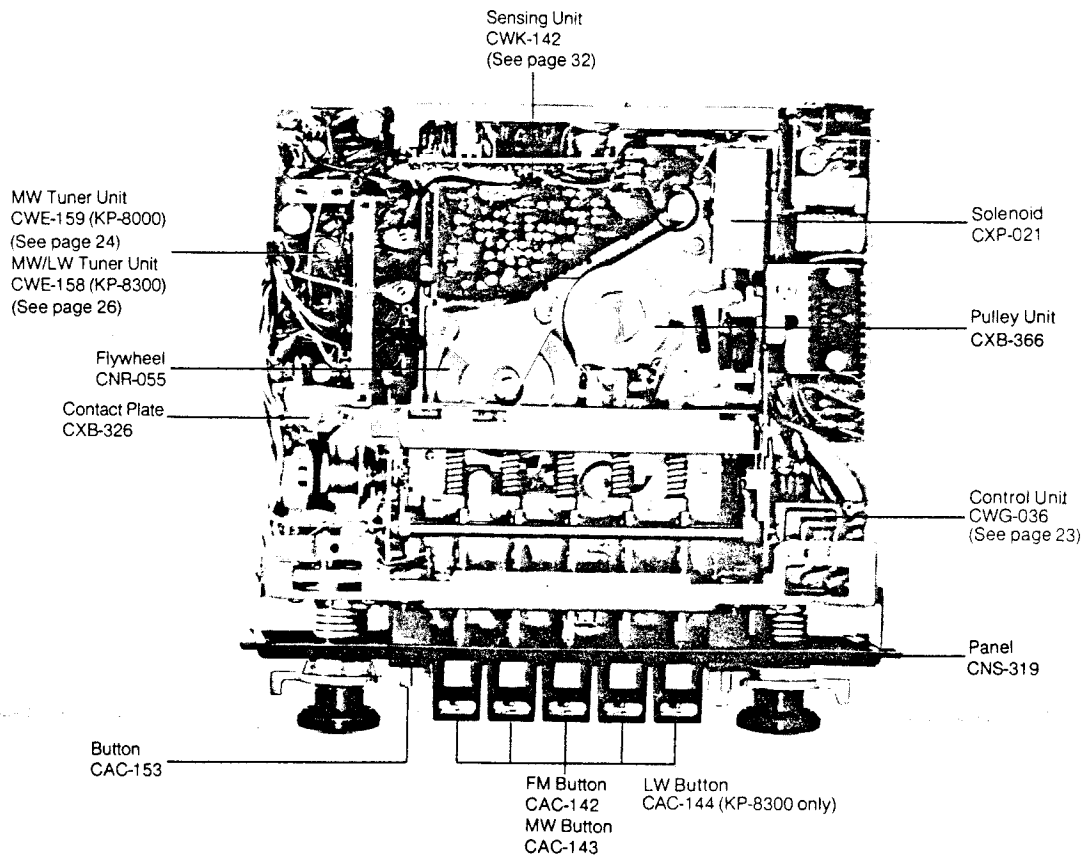 Sensing Unit
CWK-142
(See page 32)
MW Tuner Unit
CWE-159 (KP-8000)
(See page 24)
MW/LW Tuner Unit
CWE-158 (KP-8300)
(See page 26)
Flywheel
CNR-055
Contact Plate
CXB-326
Solenoid
CXP-021
Pulley Unit
CXB-366
Control Unit
CWG-036
(See page 23)
Panel
CNS-319
Button
CAC-153
FM Button
CAC-142
MW Button
CAC-143
LW Button
CAC-144 (KP-8300 only)